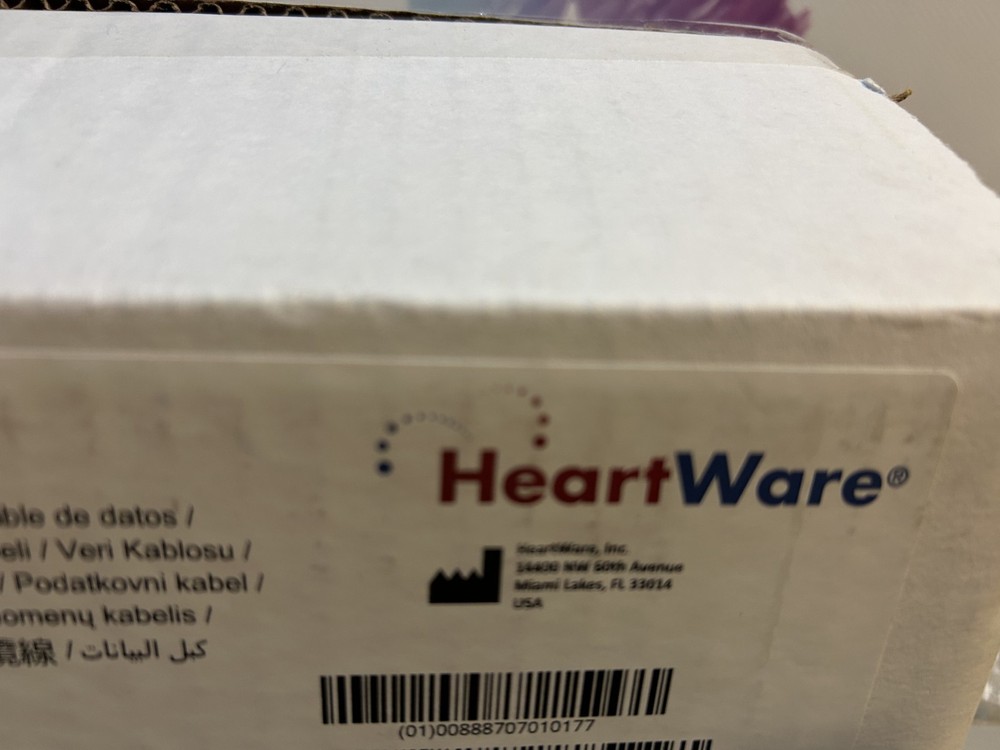 HeartWare®
ble de datos /
eli / Veri Kablosu /
/ Podatkovni kabel /
omenų kabelis /
纜線 / كبل البيانات /
HeartWare, Inc.
14400 NW 60th Avenue
Miami Lakes, FL 33014
USA
(01)00888707010177